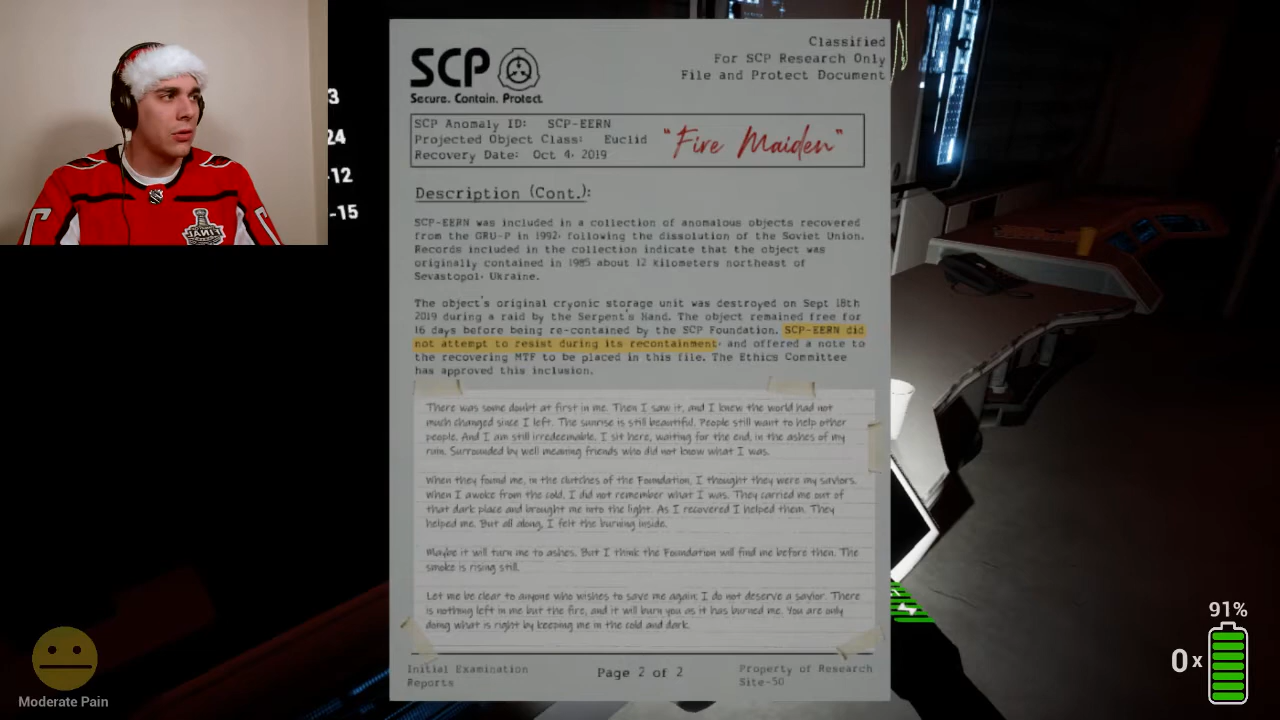 SCP
Secure. Contain. Protect.
Classified
For SCP Research Only
File and Protect Document
SCP Anomaly ID: SCP-EERN
Projected Object Class: Euclid
Recovery Date: Oct 4, 2019
"Fire Maiden"
Description (Cont.):
SCP-EERN was included in a collection of anomalous objects recovered
from the GRU-P in 1992, following the dissolution of the Soviet Union.
Records included in the collection indicate that the object was
originally contained in 1985 about 12 kilometers northeast of
Sevastopol, Ukraine.
The object's original cryonic storage unit was destroyed on Sept 18th
2019 during a raid by the Serpent's Hand. The object remained free for
16 days before being re-contained by the SCP Foundation. SCP-EERN did
not attempt to resist during its recontainment, and offered a note to
the recovering MTF to be placed in this file. The Ethics Committee
has approved this inclusion.
There was some doubt at first in me. Then I saw it, and I knew the world had not
much changed since I left. The sunrise is still beautiful. People still want to help other
people. And I am still irredeemable. I sit here, waiting for the end, in the ashes of my
ruin. Surrounded by well meaning friends who did not know what I was.
When they found me, in the clutches of the Foundation, I thought they were my saviors.
When I awoke from the cold, I did not remember what I was. They carried me out of
that dark place and brought me into the light. As I recovered I helped them. They
helped me. But all along, I felt the burning inside.
Maybe it will turn me to ashes. But I think the Foundation will find me before then. The
smoke is rising still.
Let me be clear to anyone who wishes to save me again; I do not deserve a savior. There
is nothing left in me but the fire, and it will burn you as it has burned me. You are only
doing what is right by keeping me in the cold and dark.
Initial Examination
Reports
Page 2 of 2
Property of Research
Site-50
3
24
-12
-15
Moderate Pain
91%
0x